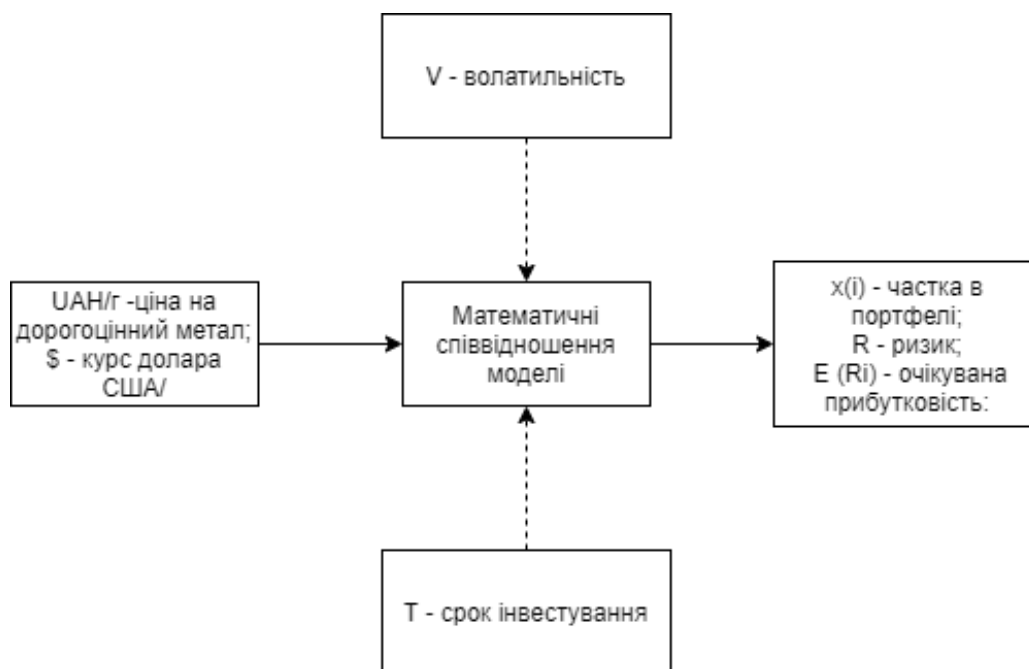 V - волатильність
UAH/г -ціна на
дорогоцінний метал;
$ - курс долара
США/
Математичні
співвідношення
моделі
x(i) - частка в
портфелі;
R - ризик;
E (Ri) - очікувана
прибутковість:
T - срок інвестування